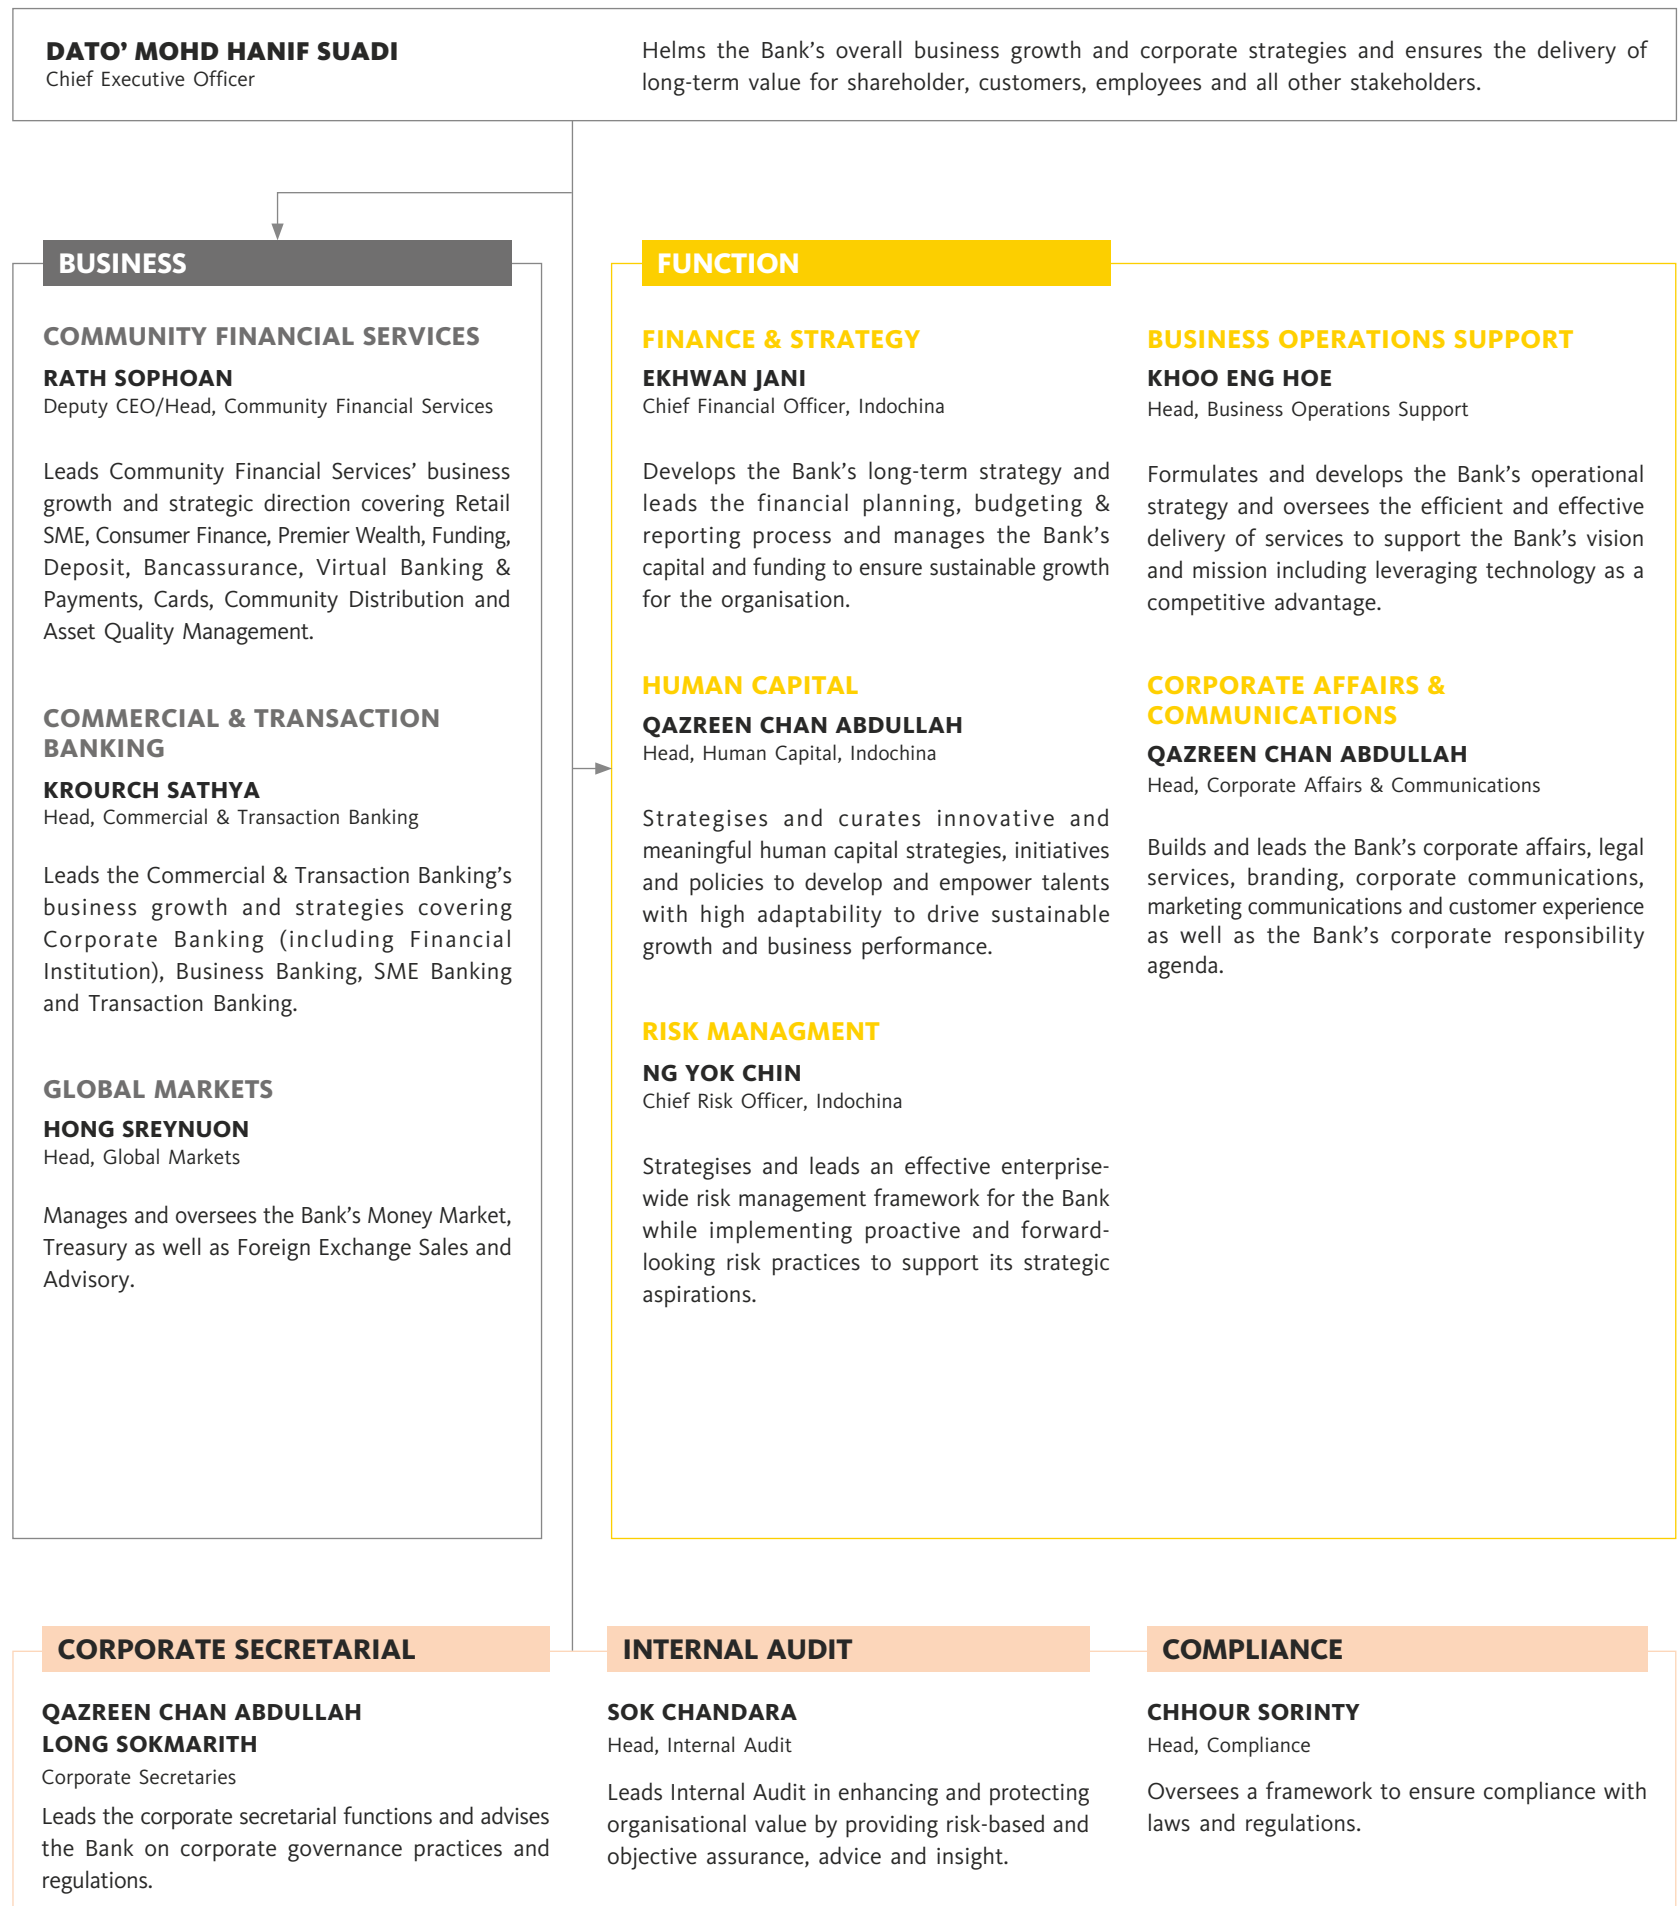 DATO’ MOHD HANIF SUADI
Chief Executive Officer
Helms the Bank’s overall business growth and corporate strategies and ensures the delivery of
long-term value for shareholder, customers, employees and all other stakeholders.
BUSINESS
COMMUNITY FINANCIAL SERVICES
RATH SOPHOAN
Deputy CEO/Head, Community Financial Services
Leads Community Financial Services’ business
growth and strategic direction covering Retail
SME, Consumer Finance, Premier Wealth, Funding,
Deposit, Bancassurance, Virtual Banking &
Payments, Cards, Community Distribution and
Asset Quality Management.
COMMERCIAL & TRANSACTION
BANKING
KROURCH SATHYA
Head, Commercial & Transaction Banking
Leads the Commercial & Transaction Banking’s
business growth and strategies covering
Corporate Banking (including Financial
Institution), Business Banking, SME Banking
and Transaction Banking.
GLOBAL MARKETS
HONG SREYNUON
Head, Global Markets
Manages and oversees the Bank’s Money Market,
Treasury as well as Foreign Exchange Sales and
Advisory.
FUNCTION
FINANCE & STRATEGY
EKHWAN JANI
Chief Financial Officer, Indochina
Develops the Bank’s long-term strategy and
leads the financial planning, budgeting &
reporting process and manages the Bank’s
capital and funding to ensure sustainable growth
for the organisation.
HUMAN CAPITAL
QAZREEN CHAN ABDULLAH
Head, Human Capital, Indochina
Strategises and curates innovative and
meaningful human capital strategies, initiatives
and policies to develop and empower talents
with high adaptability to drive sustainable
growth and business performance.
RISK MANAGMENT
NG YOK CHIN
Chief Risk Officer, Indochina
Strategises and leads an effective enterprise-
wide risk management framework for the Bank
while implementing proactive and forward-
looking risk practices to support its strategic
aspirations.
BUSINESS OPERATIONS SUPPORT
KHOO ENG HOE
Head, Business Operations Support
Formulates and develops the Bank’s operational
strategy and oversees the efficient and effective
delivery of services to support the Bank’s vision
and mission including leveraging technology as a
competitive advantage.
CORPORATE AFFAIRS &
COMMUNICATIONS
QAZREEN CHAN ABDULLAH
Head, Corporate Affairs & Communications
Builds and leads the Bank’s corporate affairs, legal
services, branding, corporate communications,
marketing communications and customer experience
as well as the Bank’s corporate responsibility
agenda.
CORPORATE SECRETARIAL
QAZREEN CHAN ABDULLAH
LONG SOKMARITH
Corporate Secretaries
Leads the corporate secretarial functions and advises
the Bank on corporate governance practices and
regulations.
INTERNAL AUDIT
SOK CHANDARA
Head, Internal Audit
Leads Internal Audit in enhancing and protecting
organisational value by providing risk-based and
objective assurance, advice and insight.
COMPLIANCE
CHHOUR SORINTY
Head, Compliance
Oversees a framework to ensure compliance with
laws and regulations.